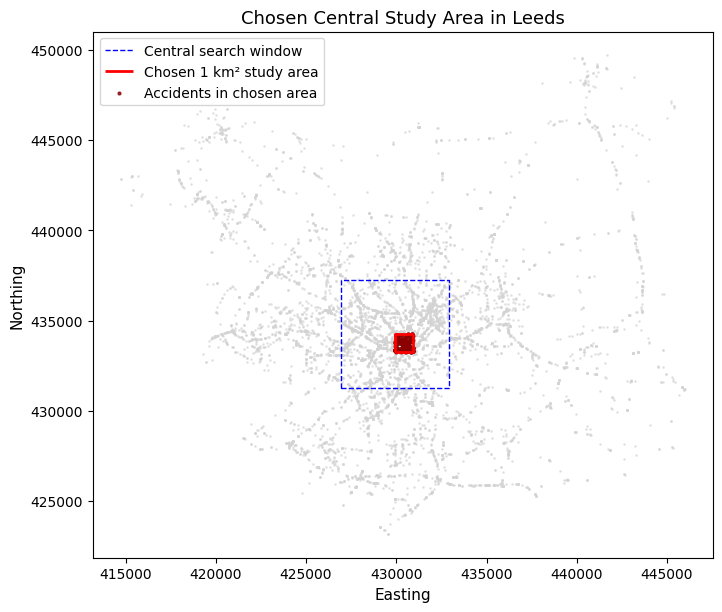 Chosen Central Study Area in Leeds
Central search window
Chosen 1 km² study area
Accidents in chosen area
450000
445000
440000
435000
430000
425000
Northing
415000 420000 425000 430000 435000 440000 445000
Easting